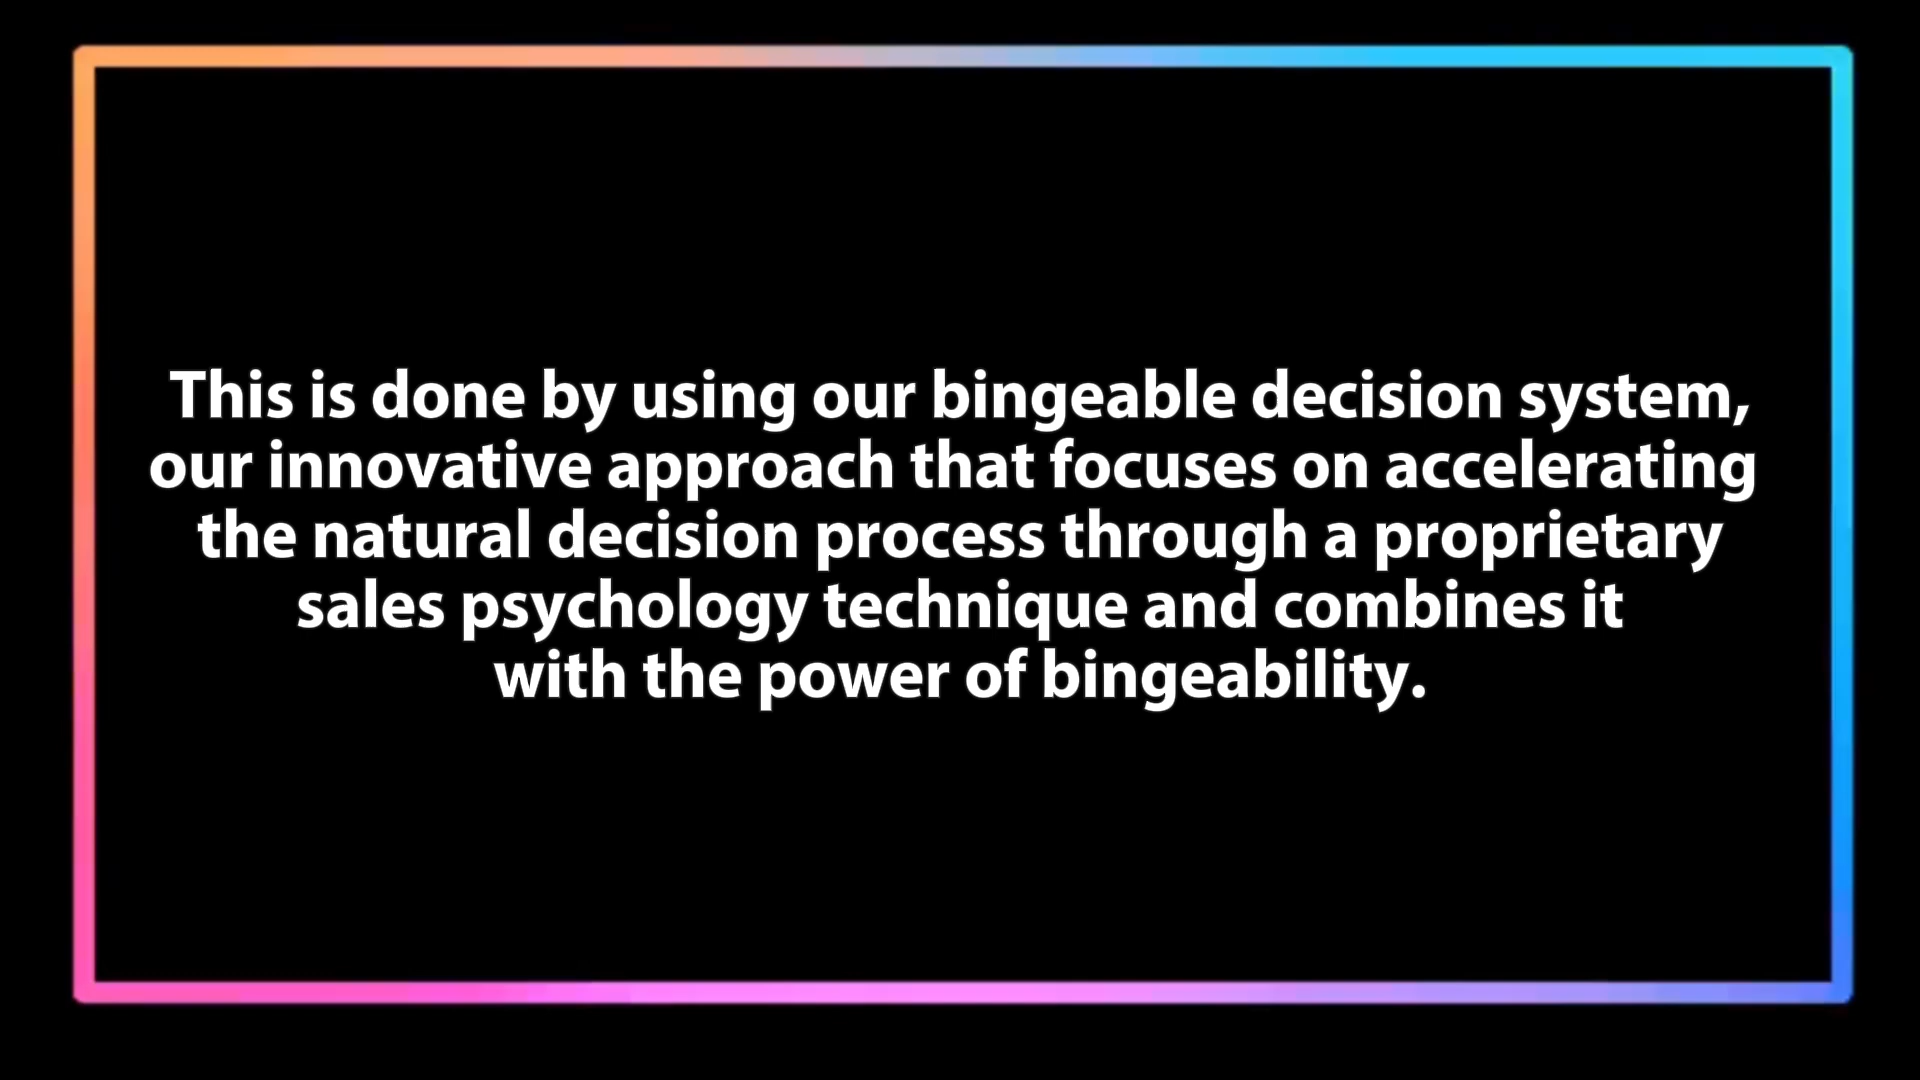 This is done by using our bingeable decision system,
our innovative approach that focuses on accelerating
the natural decision process through a proprietary
sales psychology technique and combines it
with the power of bingeability.